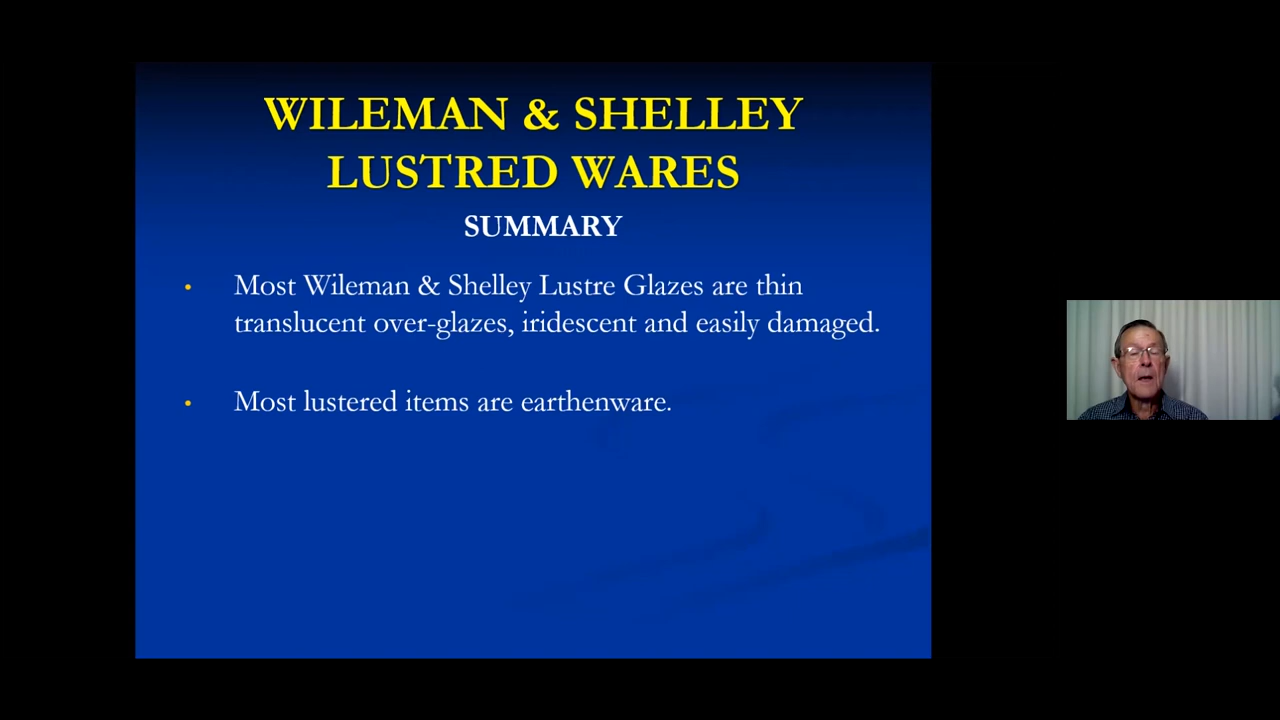 WILEMAN & SHELLEY
LUSTRED WARES
SUMMARY
• Most Wileman & Shelley Lustre Glazes are thin
translucent over-glazes, iridescent and easily damaged.
• Most lustered items are earthenware.